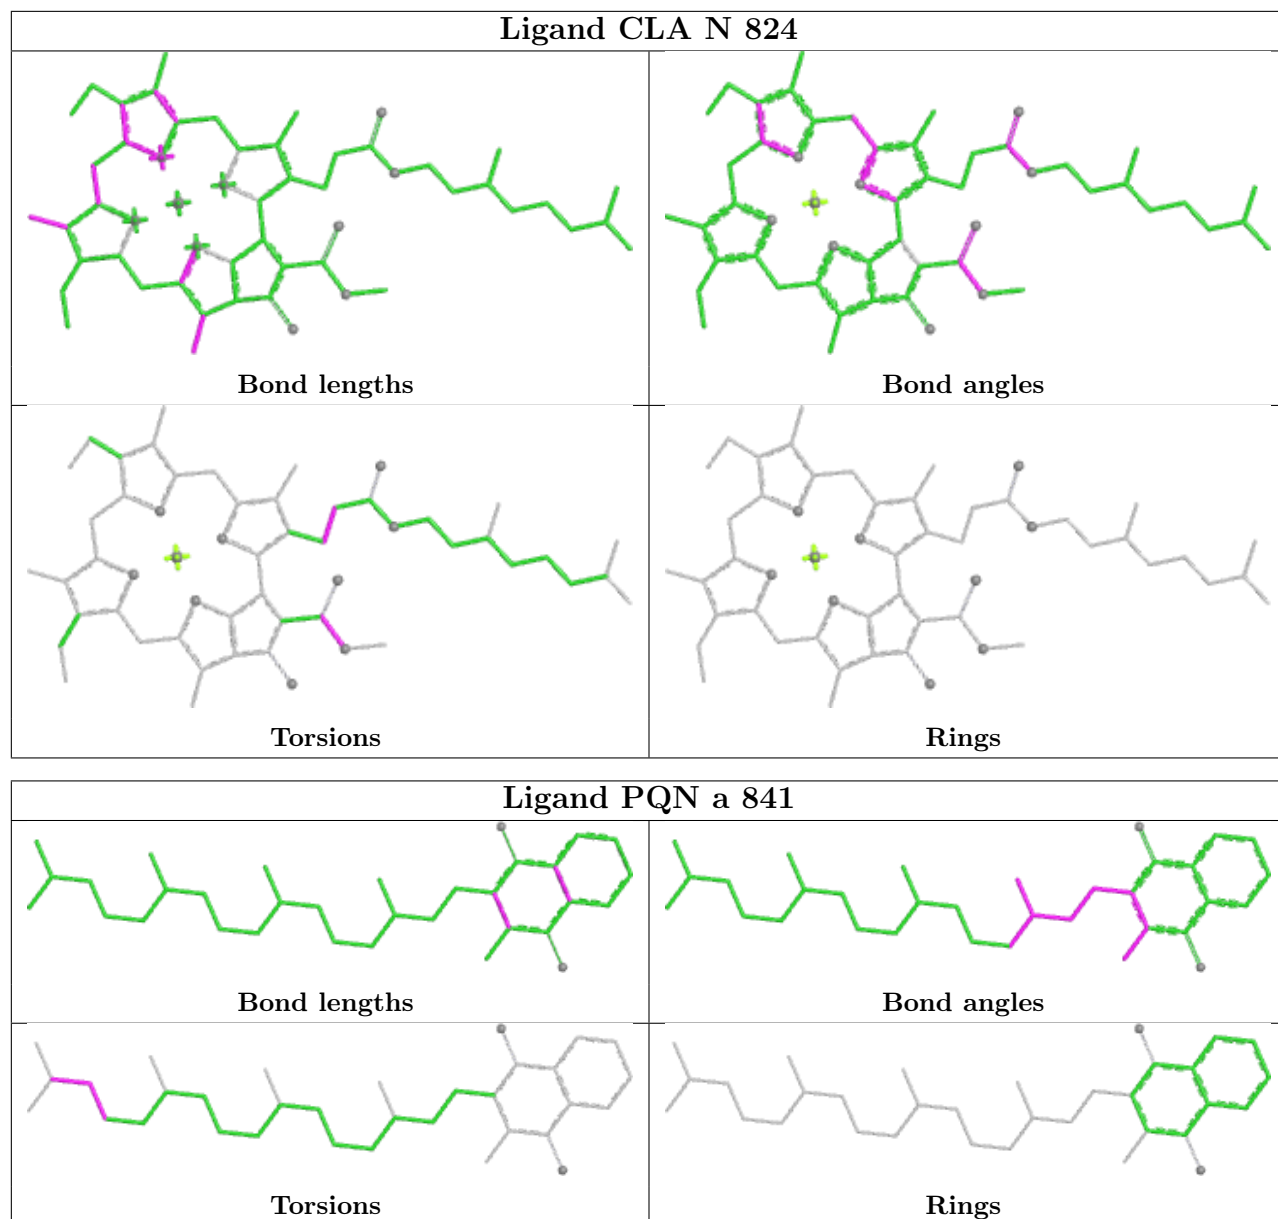 Ligand CLA N 824
Bond lengths
Bond angles
Torsions
Rings
Ligand PQN a 841
Bond lengths
Bond angles
Torsions
Rings